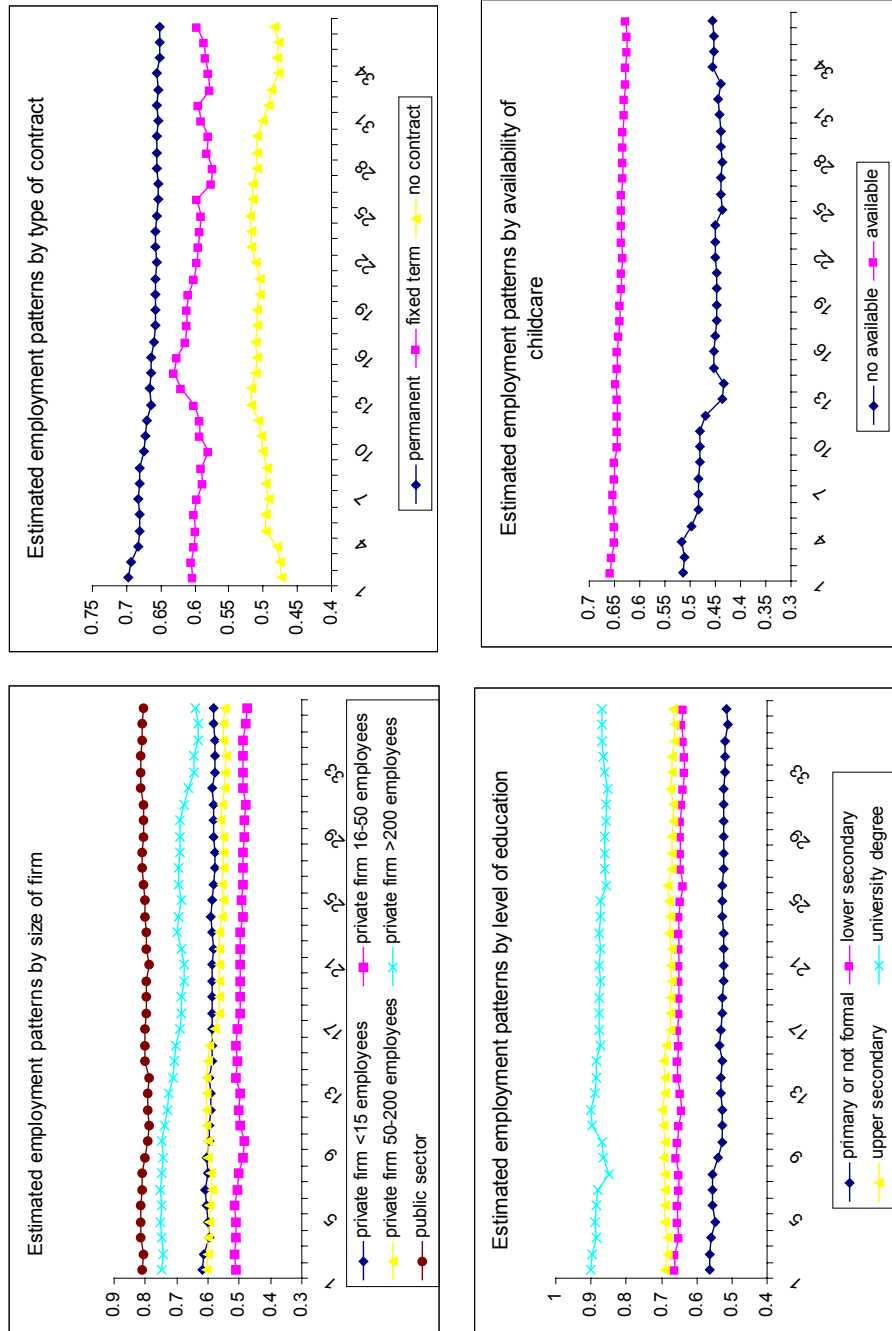 Estimated employment patterns by size of firm
0.9
0.8
0.7
0.6
0.5
0.4
0.3
1 5 9 13 17 21 25 29 33
private firm <15 employees private firm 16-50 employees
private firm 50-200 employees private firm >200 employees
public sector
Estimated employment patterns by type of contract
0.75
0.7
0.65
0.6
0.55
0.5
0.45
0.4
1 4 7 10 13 16 19 22 25 28 31 34
permanent fixed term no contract
Estimated employment patterns by level of education
1
0.9
0.8
0.7
0.6
0.5
0.4
1 5 9 13 17 21 25 29 33
primary or not formal lower secondary
upper secondary university degree
Estimated employment patterns by availability of
childcare
0.7
0.65
0.6
0.55
0.5
0.45
0.4
0.35
0.3
1 4 7 10 13 16 19 22 25 28 31 34
no available available